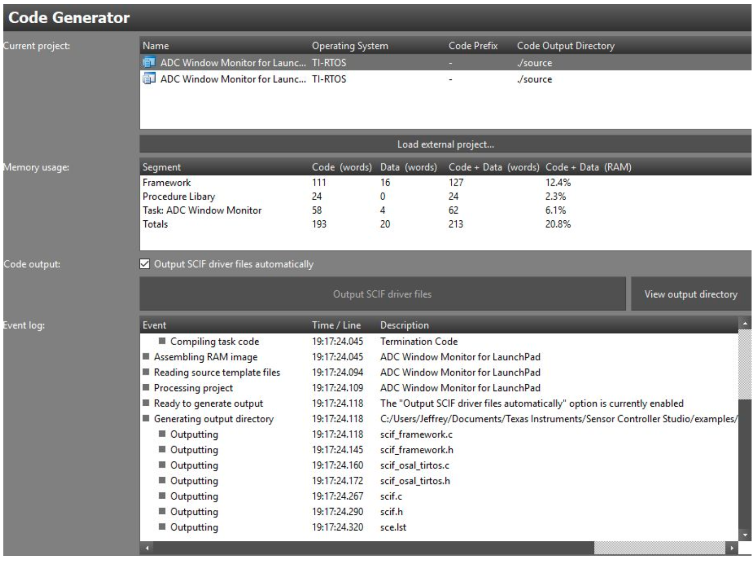 Code Generator
Current project:
Name Operating System Code Prefix Code Output Directory
ADC Window Monitor for Launc... TI-RTOS - ./source
ADC Window Monitor for Launc... TI-RTOS - ./source
Load external project...
Memory usage:
Segment Code (words) Data (words) Code + Data (words) Code + Data (RAM)
Framework 111 16 127 12.4%
Procedure Libary 24 0 24 2.3%
Task: ADC Window Monitor 58 4 62 6.1%
Totals 193 20 213 20.8%
Code output:
Output SCIF driver files automatically
Output SCIF driver files
View output directory
Event log:
Event Time / Line Description
Compiling task code 19:17:24.045 Termination Code
Assembling RAM image 19:17:24.045 ADC Window Monitor for LaunchPad
Reading source template files 19:17:24.094 ADC Window Monitor for LaunchPad
Processing project 19:17:24.109 ADC Window Monitor for LaunchPad
Ready to generate output 19:17:24.118 The "Output SCIF driver files automatically" option is currently enabled
Generating output directory 19:17:24.118 C:/Users/Jeffrey/Documents/Texas Instruments/Sensor Controller Studio/examples/
Outputting 19:17:24.118 scif_framework.c
Outputting 19:17:24.145 scif_framework.h
Outputting 19:17:24.160 scif_osal_tirtos.c
Outputting 19:17:24.172 scif_osal_tirtos.h
Outputting 19:17:24.267 scif.c
Outputting 19:17:24.290 scif.h
Outputting 19:17:24.320 sce.lst